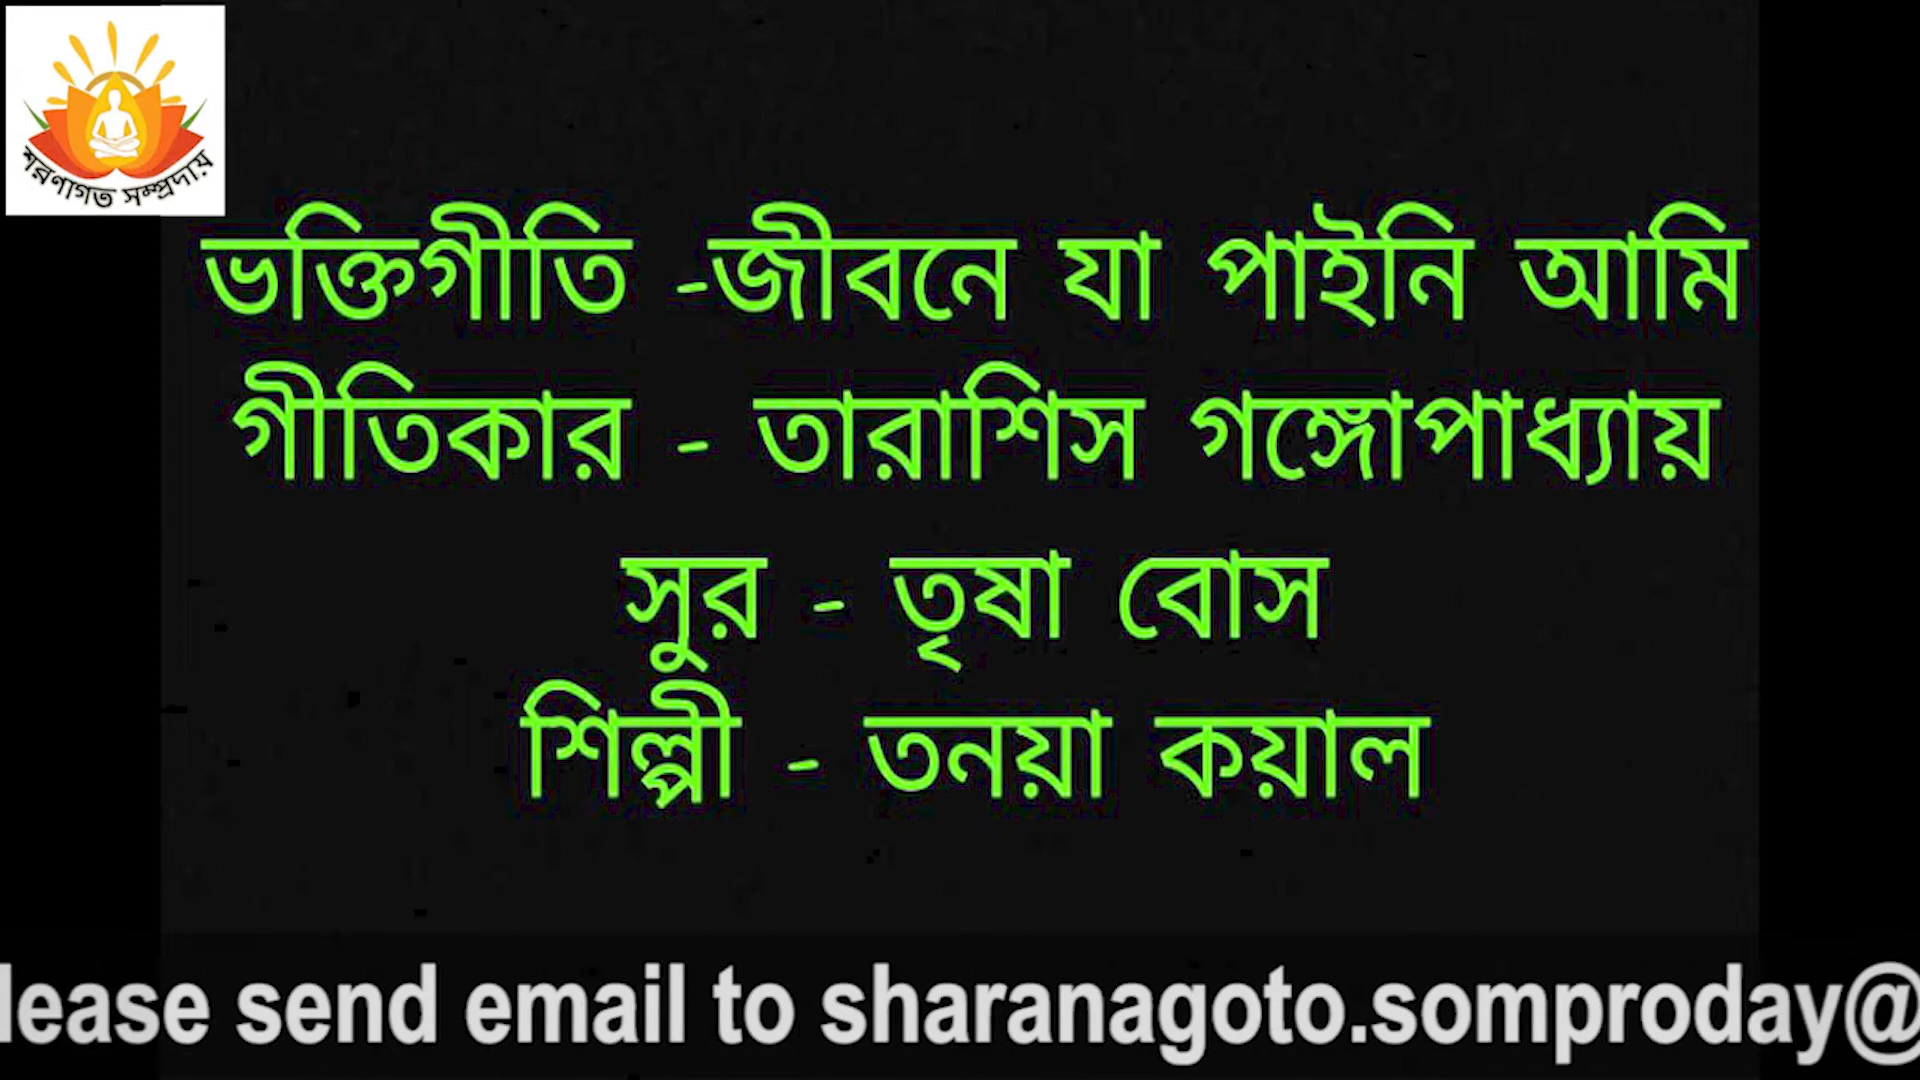 শরণাগত সম্প্রদায়
ভক্তিগীতি -জীবনে যা পাইনি আমি
গীতিকার - তারাশিস গঙ্গোপাধ্যায়
সুর - তৃষা বোস
শিল্পী - তনয়া কয়াল
lease send email to sharanagoto.somproday@